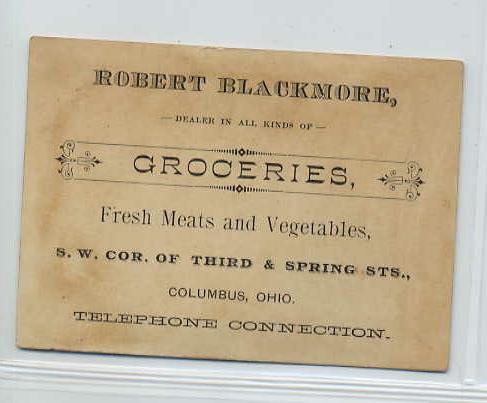 ROBERT BLACKMORE,
— DEALER IN ALL KINDS OF —
GROCERIES,
Fresh Meats and Vegetables,
S. W. COR. OF THIRD & SPRING STS.,
COLUMBUS, OHIO.
TELEPHONE CONNECTION.